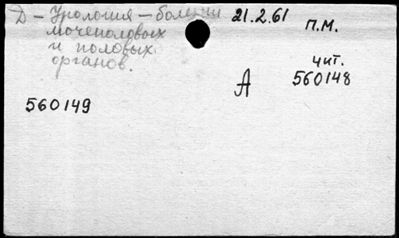 Д – Урология – болезни
мочеполовых
и половых
органов.
21.2.61
П.М.
чит.
560148
А
560149